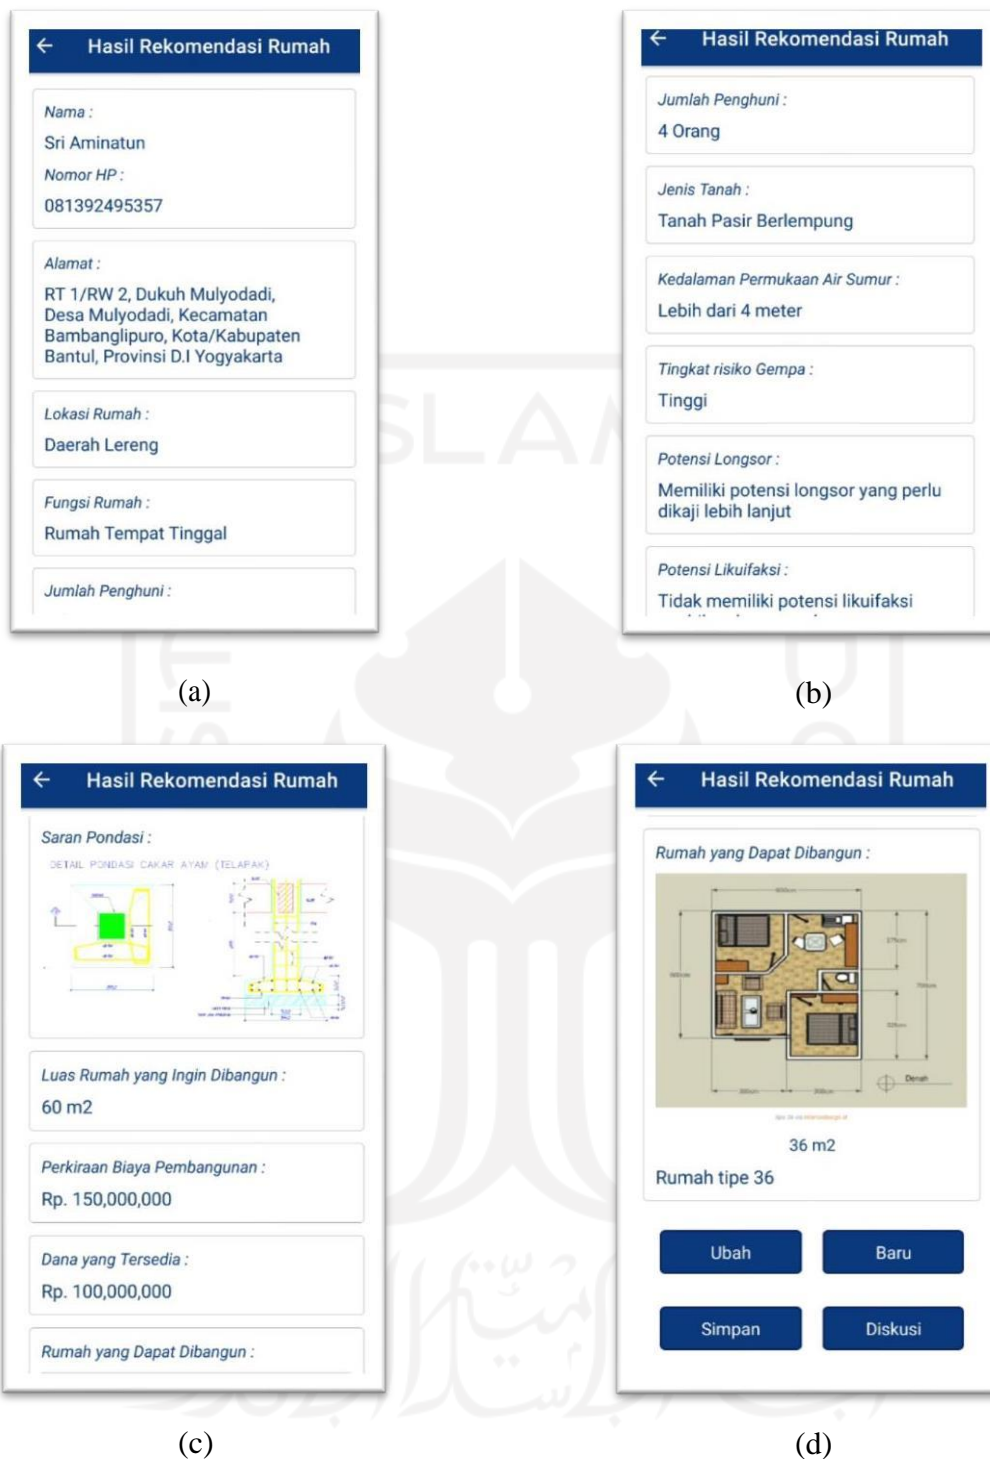 Hasil Rekomendasi Rumah
Nama :
Sri Aminatun
Nomor HP :
081392495357
Alamat :
RT 1/RW 2, Dukuh Mulyodadi,
Desa Mulyodadi, Kecamatan
Bambanglipuro, Kota/Kabupaten
Bantul, Provinsi D.I Yogyakarta
Lokasi Rumah :
Daerah Lereng
Fungsi Rumah :
Rumah Tempat Tinggal
Jumlah Penghuni :
(a)
Hasil Rekomendasi Rumah
Jumlah Penghuni :
4 Orang
Jenis Tanah :
Tanah Pasir Berlempung
Kedalaman Permukaan Air Sumur :
Lebih dari 4 meter
Tingkat risiko Gempa :
Tinggi
Potensi Longsor :
Memiliki potensi longsor yang perlu
dikaji lebih lanjut
Potensi Likuifaksi :
Tidak memiliki potensi likuifaksi
(b)
Hasil Rekomendasi Rumah
Saran Pondasi :
DETAIL PONDASI CAKAR AYAM (TELAPAK)
Luas Rumah yang Ingin Dibangun :
60 m2
Perkiraan Biaya Pembangunan :
Rp. 150,000,000
Dana yang Tersedia :
Rp. 100,000,000
Rumah yang Dapat Dibangun :
(c)
Hasil Rekomendasi Rumah
Rumah yang Dapat Dibangun :
Denah
36 m2
Rumah tipe 36
Ubah
Baru
Simpan
Diskusi
(d)
ISLAM